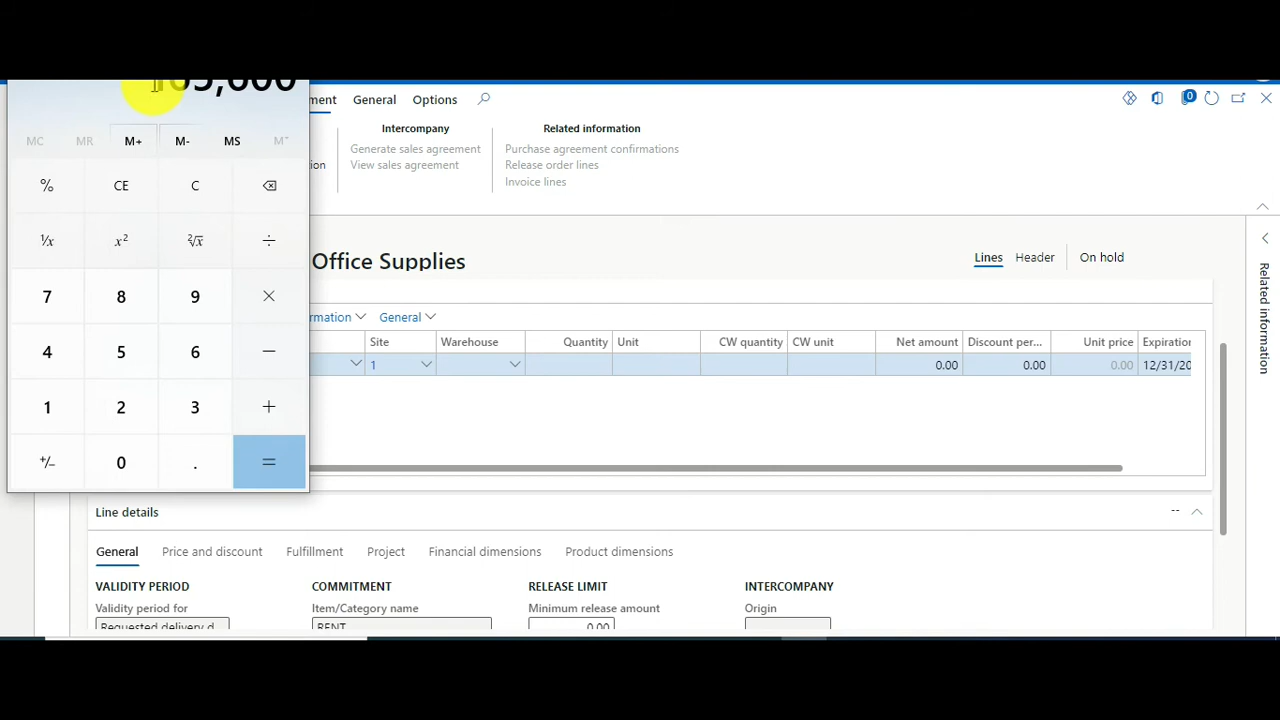 ment General Options
0
Intercompany Related information
Generate sales agreement Purchase agreement confirmations
tion View sales agreement Release order lines
Invoice lines
MC MR M+ M- MS M˅
% CE C
¹/x x² ²√x ÷
7 8 9 ×
4 5 6 −
1 2 3 +
+/− 0 . =
Office Supplies
Lines Header On hold
rmation General
Site Warehouse Quantity Unit CW quantity CW unit Net amount Discount per... Unit price Expiration
1 0.00 0.00 0.00 12/31/20
Related information
Line details --
General Price and discount Fulfillment Project Financial dimensions Product dimensions
VALIDITY PERIOD COMMITMENT RELEASE LIMIT INTERCOMPANY
Validity period for Item/Category name Minimum release amount Origin
Requested delivery d RENT 0.00